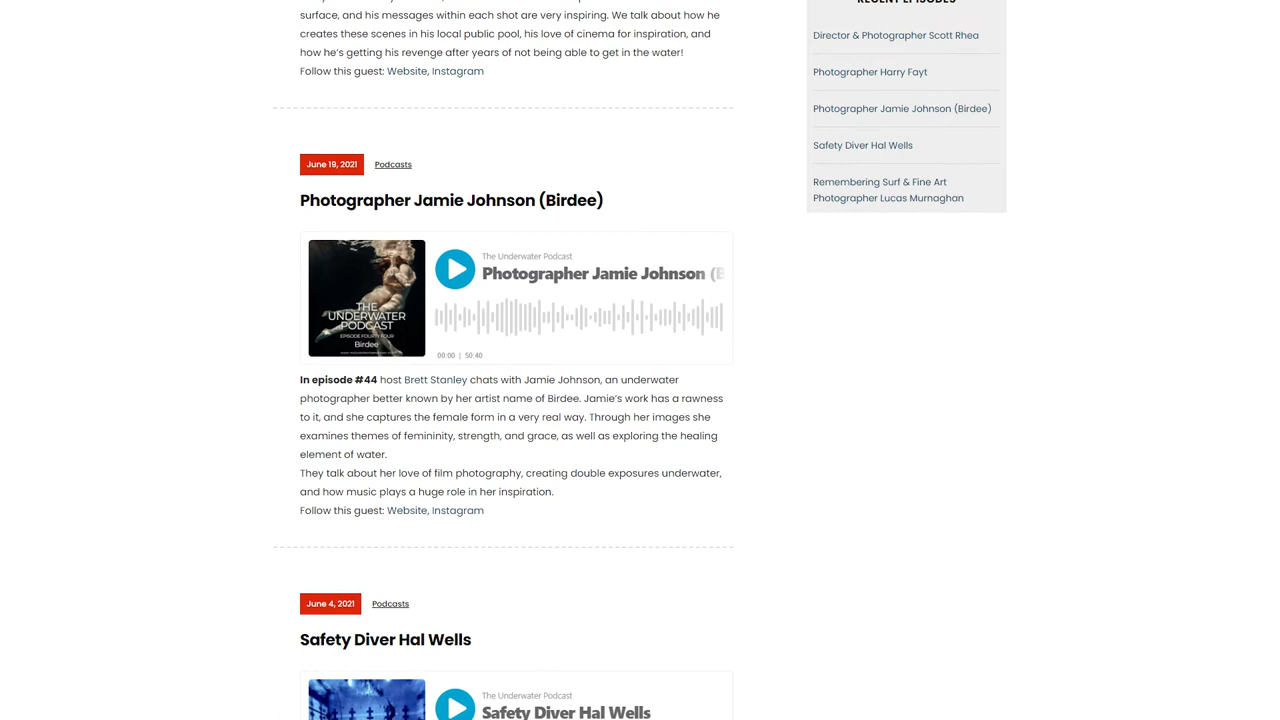 surface, and his messages within each shot are very inspiring. We talk about how he
creates these scenes in his local public pool, his love of cinema for inspiration, and
how he's getting his revenge after years of not being able to get in the water!
Follow this guest: Website, Instagram
June 19, 2021 Podcasts
Photographer Jamie Johnson (Birdee)
THE
UNDERWATER
PODCAST
EPISODE FOURTY FOUR
Birdee
The Underwater Podcast
Photographer Jamie Johnson (B
00:00 | 50:40
In episode #44 host Brett Stanley chats with Jamie Johnson, an underwater
photographer better known by her artist name of Birdee. Jamie's work has a rawness
to it, and she captures the female form in a very real way. Through her images she
examines themes of femininity, strength, and grace, as well as exploring the healing
element of water.
They talk about her love of film photography, creating double exposures underwater,
and how music plays a huge role in her inspiration.
Follow this guest: Website, Instagram
June 4, 2021 Podcasts
Safety Diver Hal Wells
The Underwater Podcast
Safety Diver Hal Wells
RECENT EPISODES
Director & Photographer Scott Rhea
Photographer Harry Fayt
Photographer Jamie Johnson (Birdee)
Safety Diver Hal Wells
Remembering Surf & Fine Art
Photographer Lucas Murnaghan